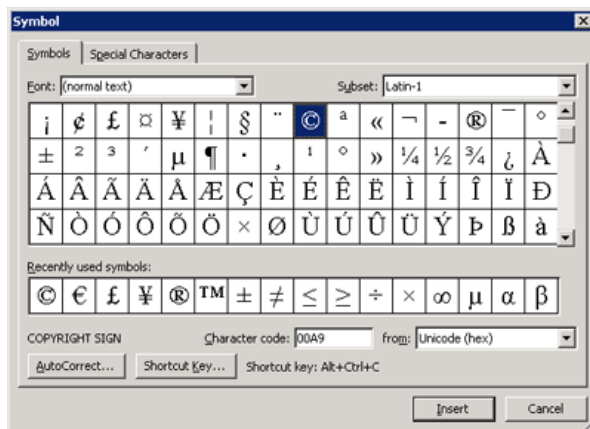 Symbol
Symbols Special Characters
Font: (normal text) Subset: Latin-1
¡ ¢ £ ¤ ¥ ¦ § ¨ © ª « ¬ - ® ¯ °
± ² ³ ´ µ ¶ · ¸ ¹ º » ¼ ½ ¾ ¿ À
Á Â Ã Ä Å Æ Ç È É Ê Ë Ì Í Î Ï Ð
Ñ Ò Ó Ô Õ Ö × Ø Ù Ú Û Ü Ý Þ ß à
Recently used symbols:
© € £ ¥ ® ™ ± ≠ ≤ ≥ ÷ × ∞ µ α β
COPYRIGHT SIGN Character code: 00A9 from: Unicode (hex)
AutoCorrect... Shortcut Key... Shortcut key: Alt+Ctrl+C
Insert Cancel